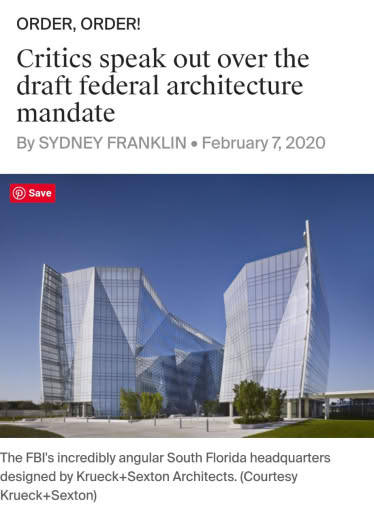 ORDER, ORDER!
Critics speak out over the
draft federal architecture
mandate
By SYDNEY FRANKLIN • February 7, 2020
Save
The FBI's incredibly angular South Florida headquarters
designed by Krueck+Sexton Architects. (Courtesy
Krueck+Sexton)